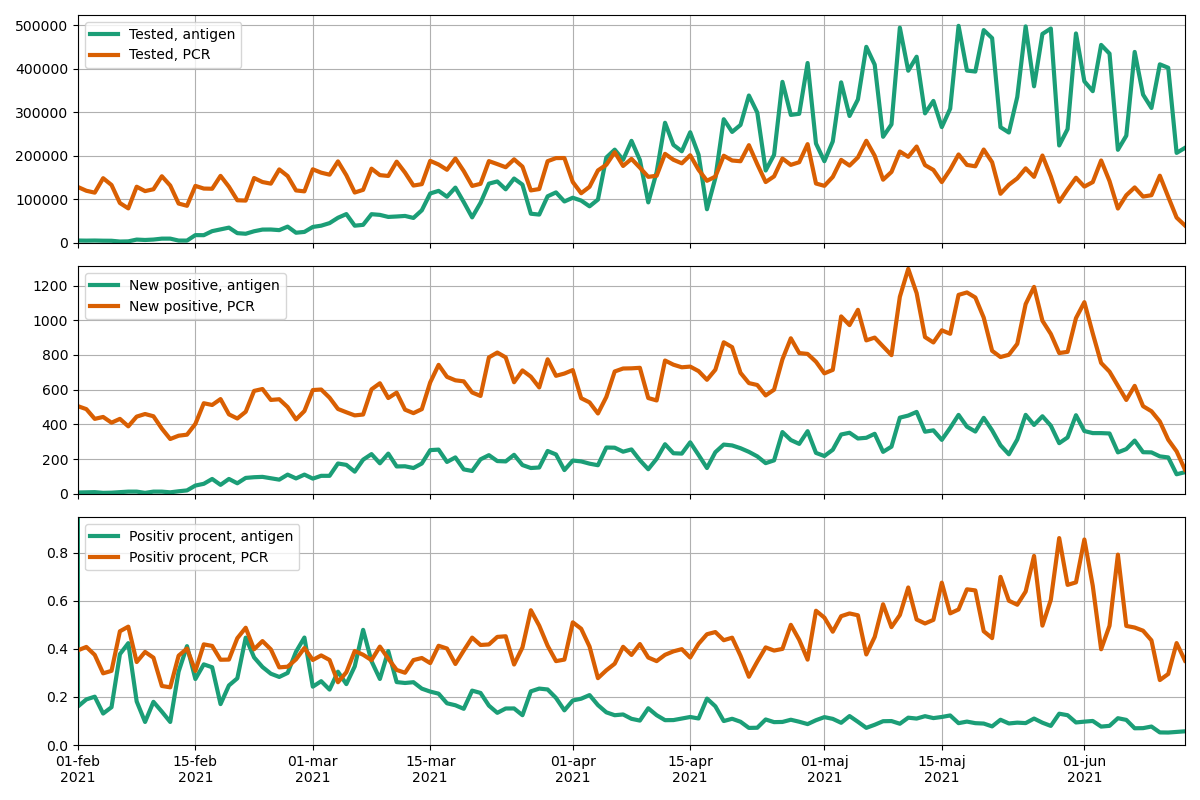 500000
400000
300000
200000
100000
0
Tested, antigen
Tested, PCR
1200
1000
800
600
400
200
0
New positive, antigen
New positive, PCR
0.8
0.6
0.4
0.2
0.0
Positiv procent, antigen
Positiv procent, PCR
01-feb 15-feb 01-mar 15-mar 01-apr 15-apr 01-maj 15-maj 01-jun
2021 2021 2021 2021 2021 2021 2021 2021 2021